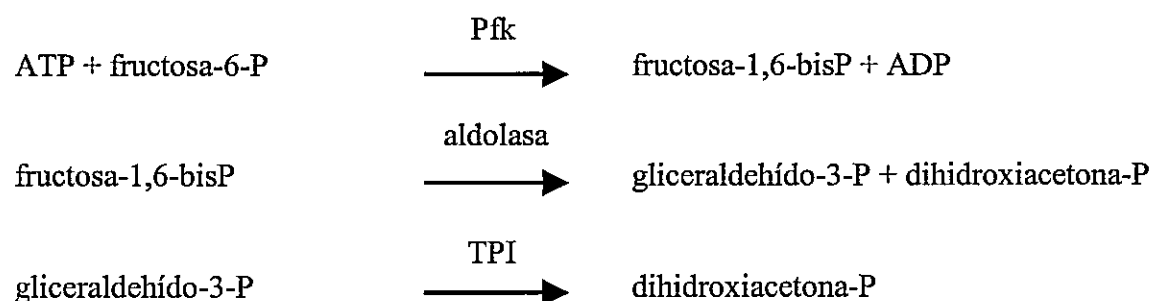 Pfk
ATP + fructosa-6-P fructosa-1,6-bisP + ADP
aldolasa
fructosa-1,6-bisP gliceraldehído-3-P + dihidroxiacetona-P
TPI
gliceraldehído-3-P dihidroxiacetona-P